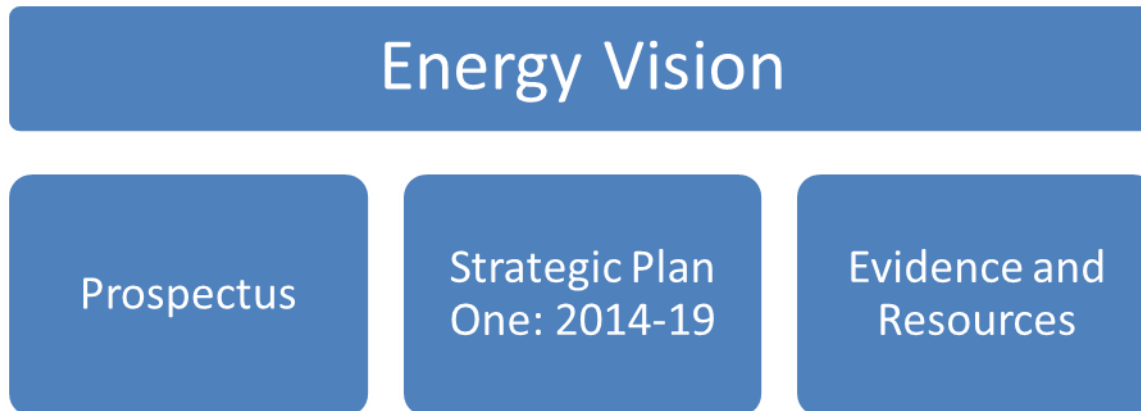 Energy Vision
Prospectus
Strategic Plan
One: 2014-19
Evidence and
Resources